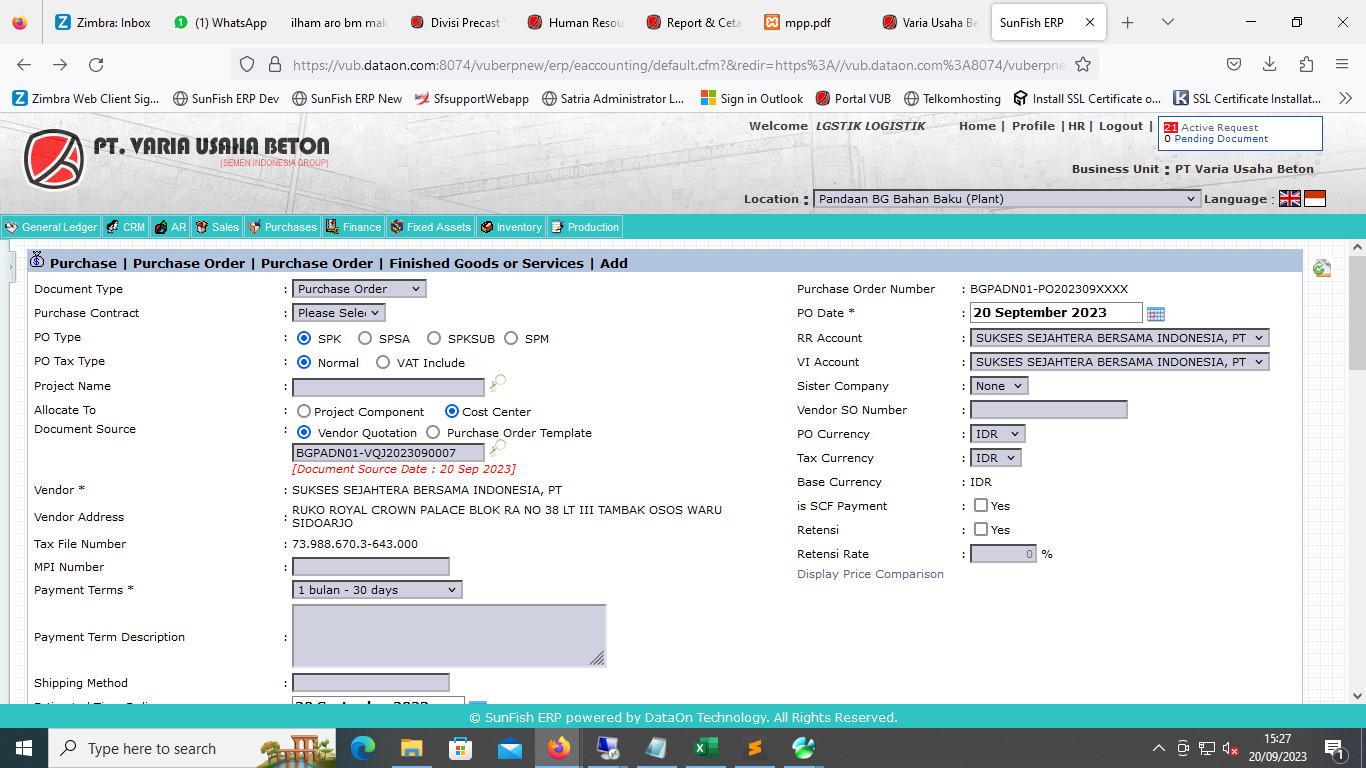 Zimbra: Inbox
(1) WhatsApp
ilham aro bm mak
Divisi Precast
Human Resou
Report & Ceta
mpp.pdf
Varia Usaha Be
SunFish ERP
https://vub.dataon.com:8074/vuberpnew/erp/eaccounting/default.cfm?&redir=https%3A//vub.dataon.com%3A8074/vuberpne
Zimbra Web Client Sig...
SunFish ERP Dev
SunFish ERP New
SfsupportWebapp
Satria Administrator L...
Sign in Outlook
Portal VUB
Telkomhosting
Install SSL Certificate o...
SSL Certificate Installat...
PT. VARIA USAHA BETON
(SEMEN INDONESIA GROUP)
Welcome LGSTIK LOGISTIK
Home | Profile | HR | Logout |
21 Active Request
0 Pending Document
Business Unit : PT Varia Usaha Beton
Location : Pandaan BG Bahan Baku (Plant) Language :
General Ledger CRM AR Sales Purchases Finance Fixed Assets Inventory Production
Purchase | Purchase Order | Purchase Order | Finished Goods or Services | Add
Document Type : Purchase Order
Purchase Contract : Please Selec
PO Type : SPK SPSA SPKSUB SPM
PO Tax Type : Normal VAT Include
Project Name :
Allocate To : Project Component Cost Center
Document Source : Vendor Quotation Purchase Order Template
BGPADN01-VQJ2023090007
[Document Source Date : 20 Sep 2023]
Vendor * : SUKSES SEJAHTERA BERSAMA INDONESIA, PT
Vendor Address : RUKO ROYAL CROWN PALACE BLOK RA NO 38 LT III TAMBAK OSOS WARU
SIDOARJO
Tax File Number : 73.988.670.3-643.000
MPI Number :
Payment Terms * : 1 bulan - 30 days
Payment Term Description :
Shipping Method :
Purchase Order Number : BGPADN01-PO202309XXXX
PO Date * : 20 September 2023
RR Account : SUKSES SEJAHTERA BERSAMA INDONESIA, PT
VI Account : SUKSES SEJAHTERA BERSAMA INDONESIA, PT
Sister Company : None
Vendor SO Number :
PO Currency : IDR
Tax Currency : IDR
Base Currency : IDR
is SCF Payment : Yes
Retensi : Yes
Retensi Rate : 0 %
Display Price Comparison
© SunFish ERP powered by DataOn Technology. All Rights Reserved.
Type here to search
15:27
20/09/2023
1